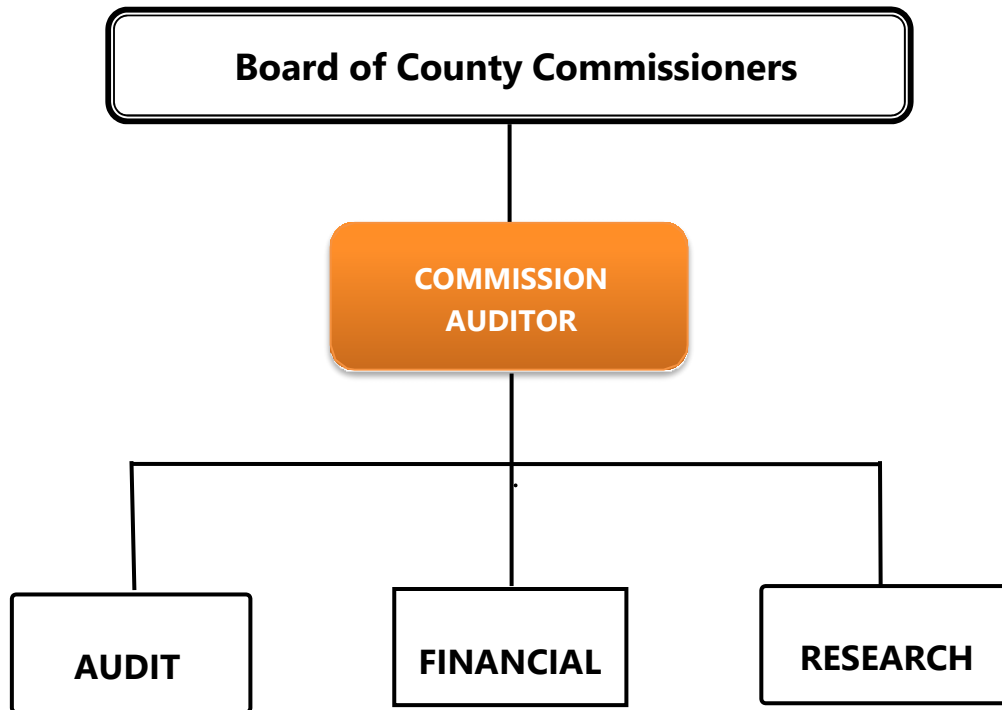 Board of County Commissioners
COMMISSION
AUDITOR
AUDIT
FINANCIAL
RESEARCH